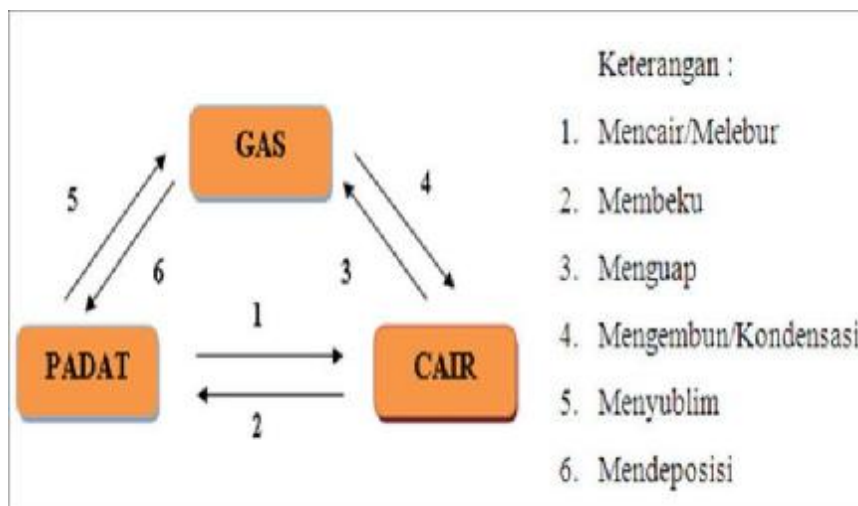 GAS
5
4
6
3
1
PADAT
CAIR
2
Keterangan :
1. Mencair/Melebur
2. Membeku
3. Menguap
4. Mengembun/Kondensasi
5. Menyublim
6. Mendeposisi